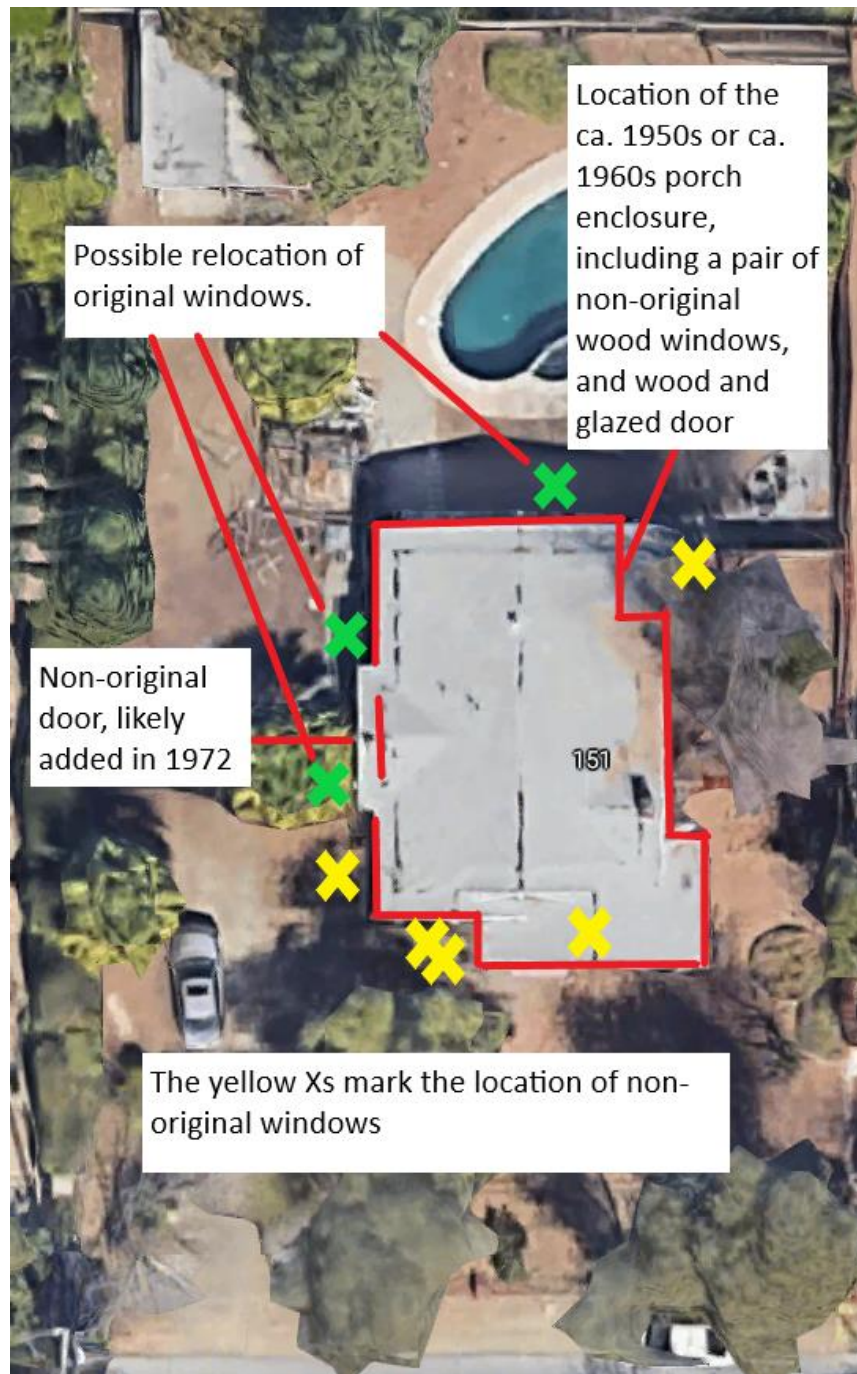 Location of the
ca. 1950s or ca.
1960s porch
enclosure,
including a pair of
non-original
wood windows,
and wood and
glazed door
Possible relocation of
original windows.
Non-original
door, likely
added in 1972
151
The yellow Xs mark the location of non-
original windows